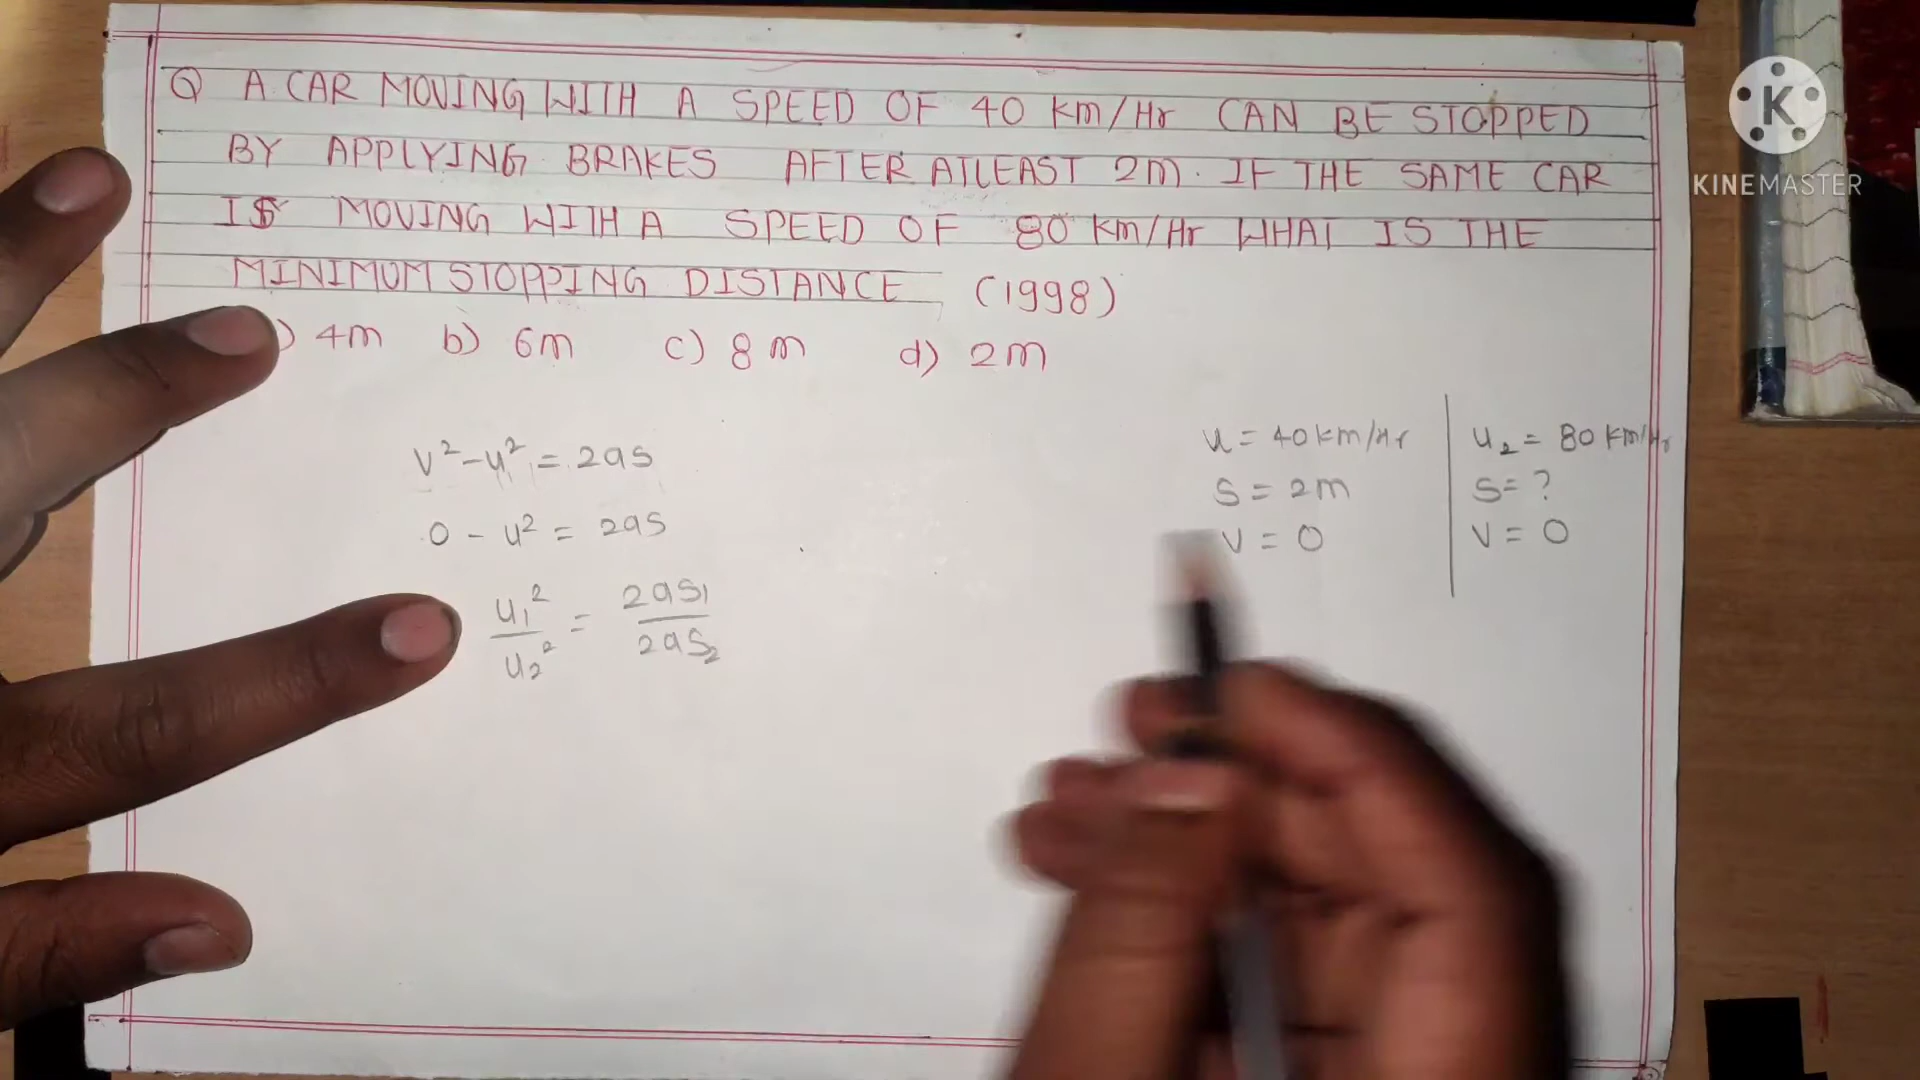 Q A CAR MOVING WITH A SPEED OF 40 Km/Hr CAN BE STOPPED
BY APPLYING BRAKES AFTER ATLEAST 2m. IF THE SAME CAR
IS MOVING WITH A SPEED OF 80 Km/Hr WHAT IS THE
MINIMUM STOPPING DISTANCE (1998)
) 4m b) 6m c) 8m d) 2m
v² - u² = 2as
0 - u² = 2as
u₁²/u₂² = 2as₁/2as₂
u = 40 km/Hr
s = 2m
v = 0
u₂ = 80 km/Hr
s = ?
v = 0
K
KINEMASTER